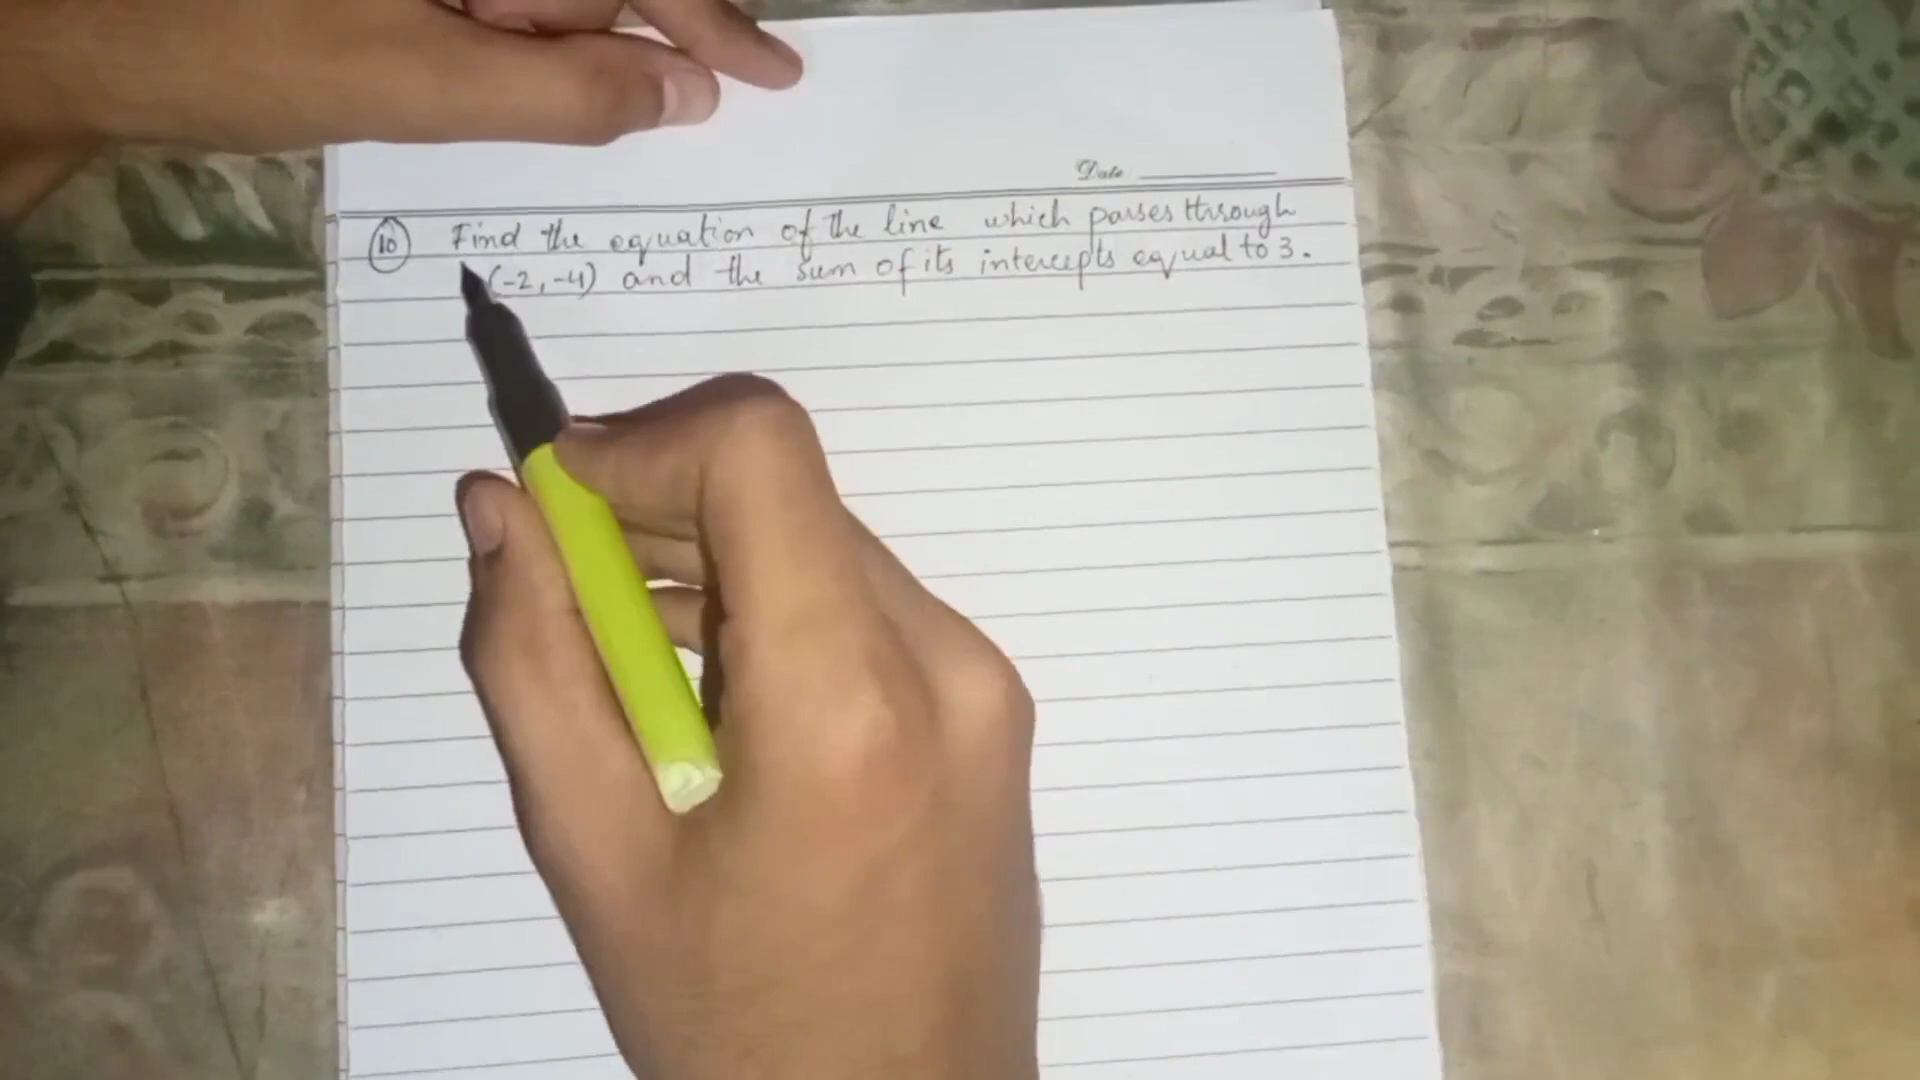 Date
10 Find the equation of the line which passes through
(-2,-4) and the sum of its intercepts equal to 3.